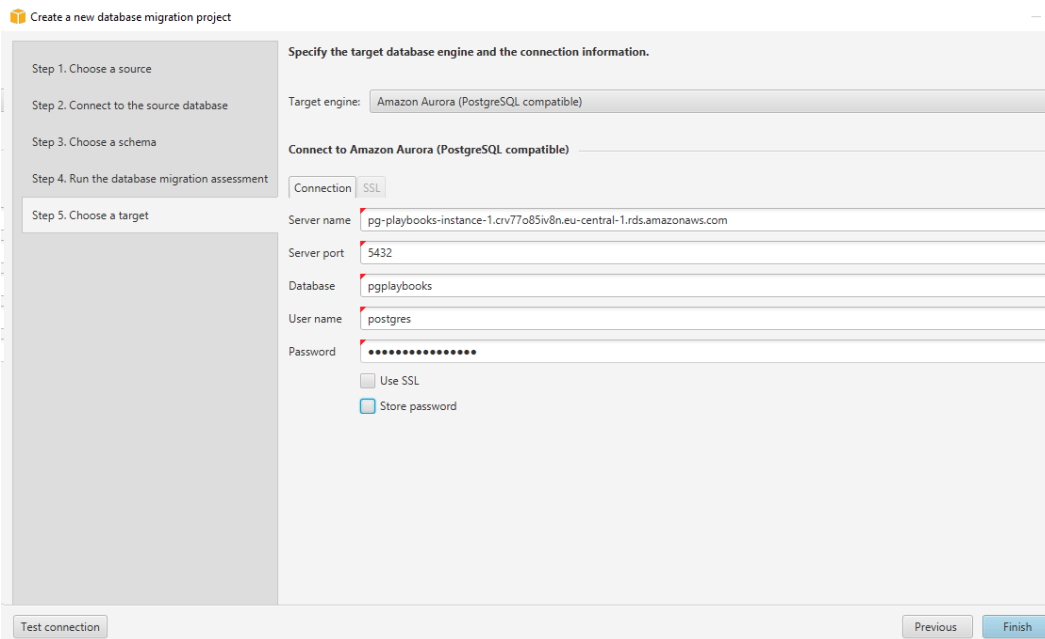 Create a new database migration project
Step 1. Choose a source
Step 2. Connect to the source database
Step 3. Choose a schema
Step 4. Run the database migration assessment
Step 5. Choose a target
Specify the target database engine and the connection information.
Target engine: Amazon Aurora (PostgreSQL compatible)
Connect to Amazon Aurora (PostgreSQL compatible)
Connection SSL
Server name pg-playbooks-instance-1.crv77o85iv8n.eu-central-1.rds.amazonaws.com
Server port 5432
Database pgplaybooks
User name postgres
Password ••••••••••••••••
Use SSL
Store password
Test connection Previous Finish